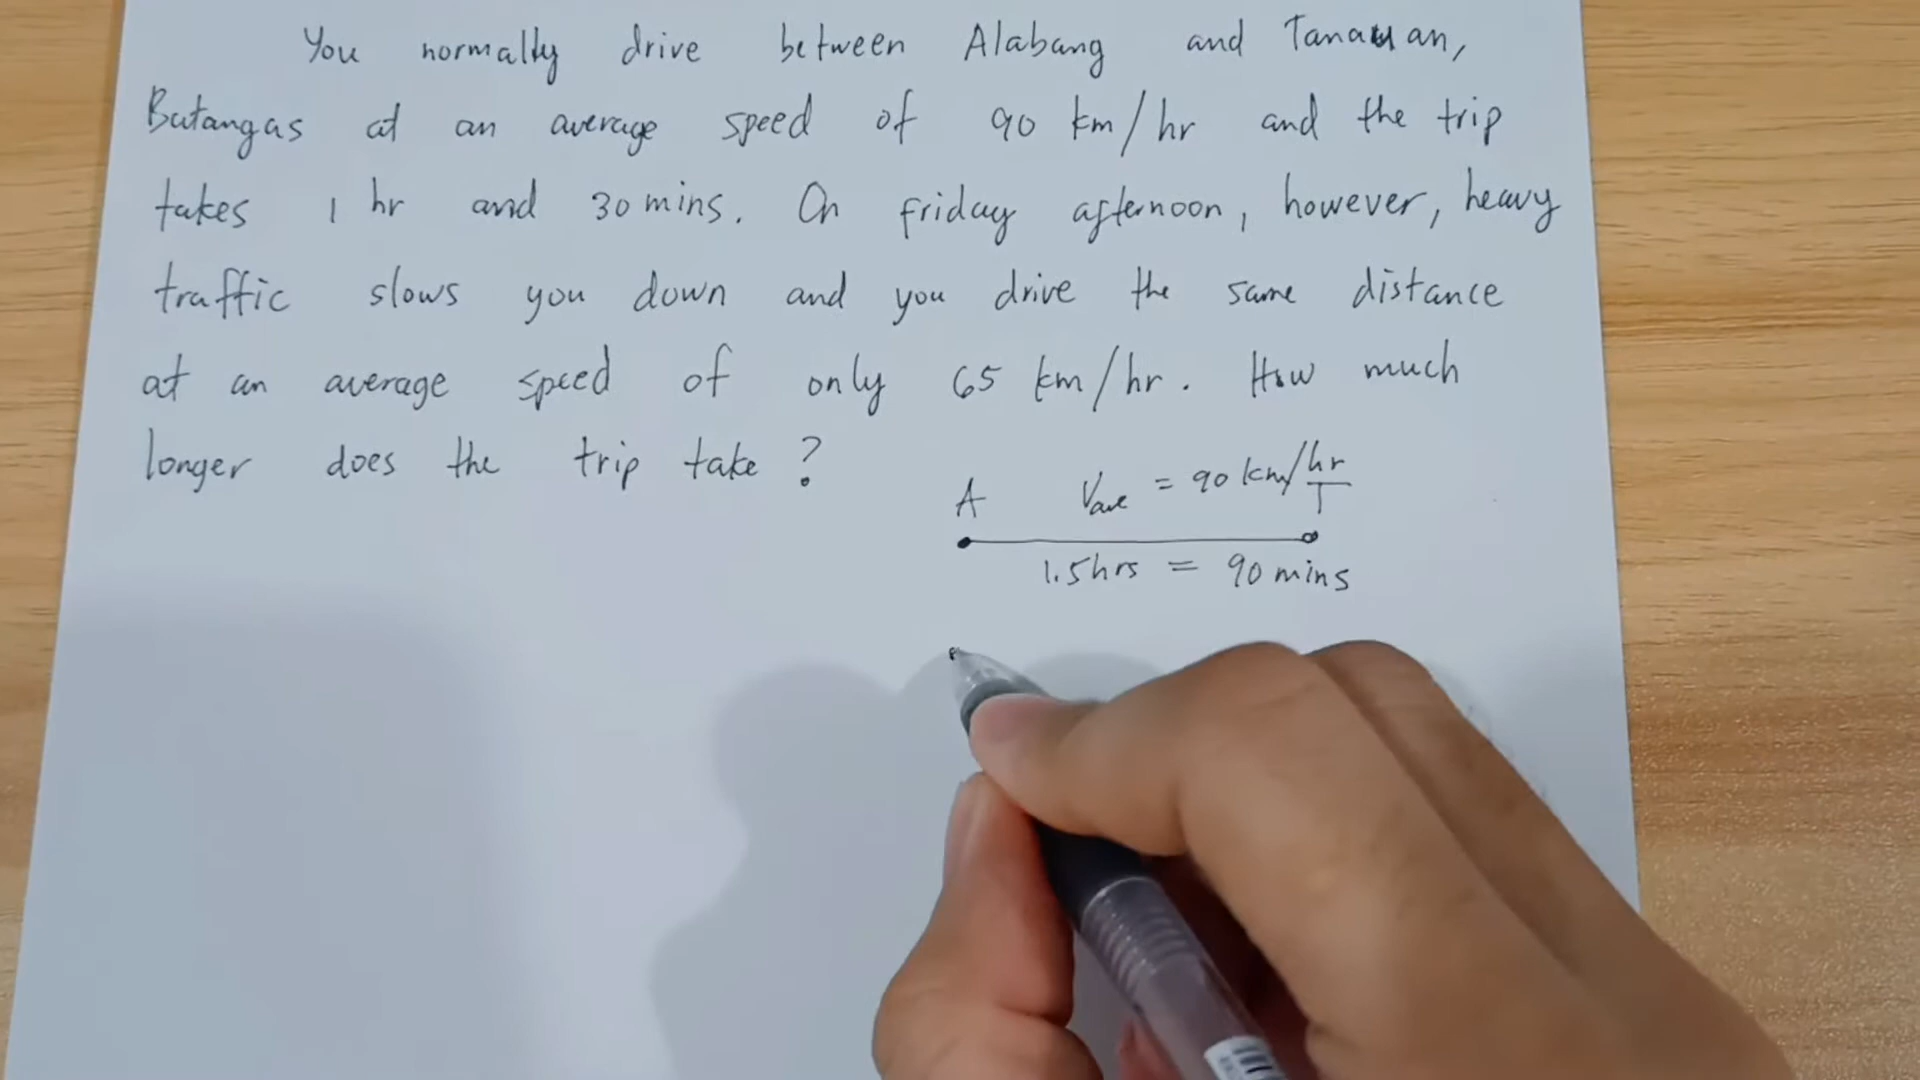 You normally drive between Alabang and Tanauan,
Batangas at an average speed of 90 km/hr and the trip
takes 1 hr and 30 mins. On friday afternoon, however, heavy
traffic slows you down and you drive the same distance
at an average speed of only 65 km/hr. How much
longer does the trip take?
A Vave = 90 km/hr
T
1.5hrs = 90 mins